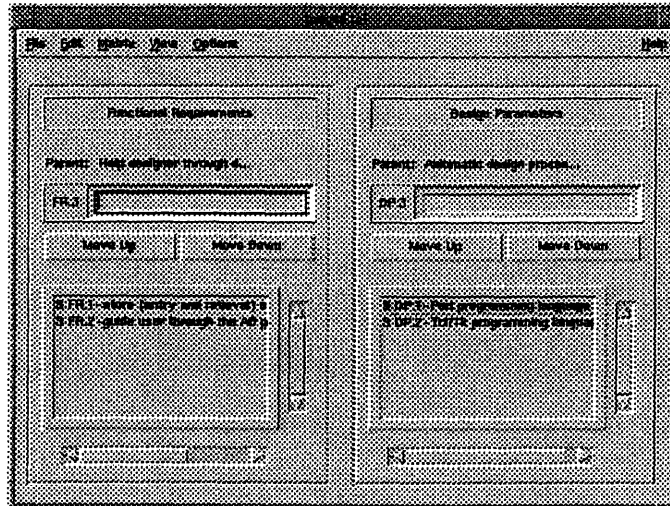 File Edit Matrix View Options Help
Functional Requirements
Parent: Help designer through d...
FR.3
Move Up Move Down
S FR.1 - store (entry and retrieval) o
S FR.2 - guide user through the AD p
Design Parameters
Parent: Automatic design proces...
DP.3
Move Up Move Down
S DP.1 - Perl programming language
S DP.2 - Tcl/Tk programming languag